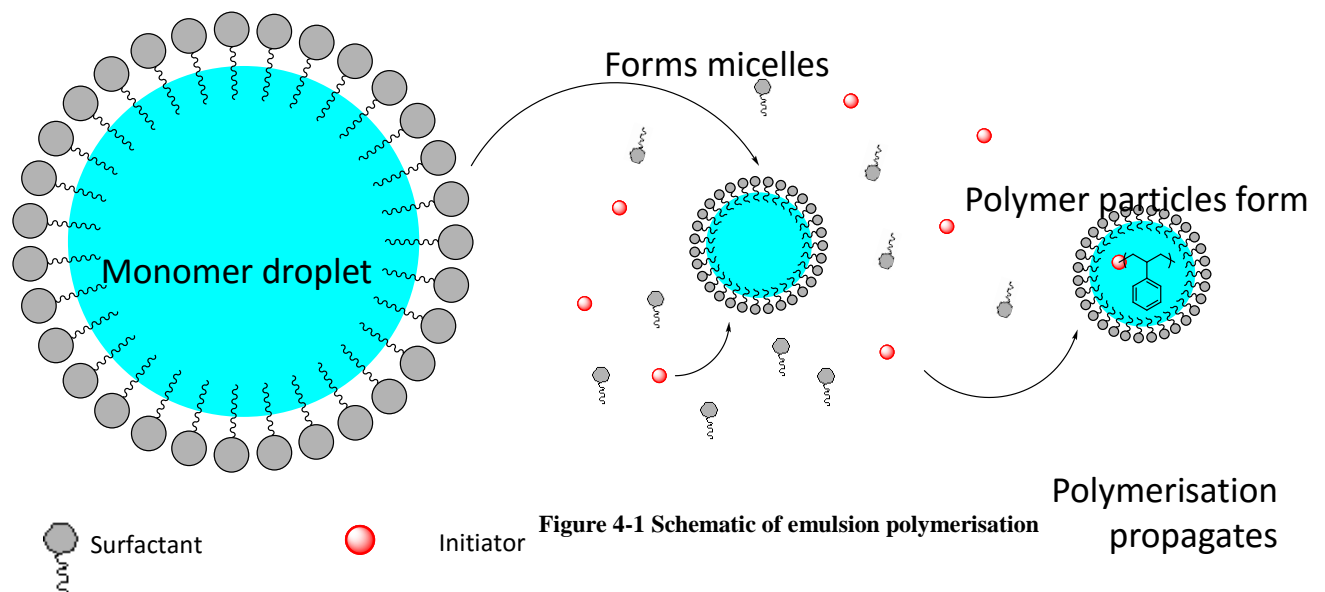 Forms micelles
Polymer particles form
Monomer droplet
Polymerisation
propagates
Figure 4-1 Schematic of emulsion polymerisation
Surfactant
Initiator